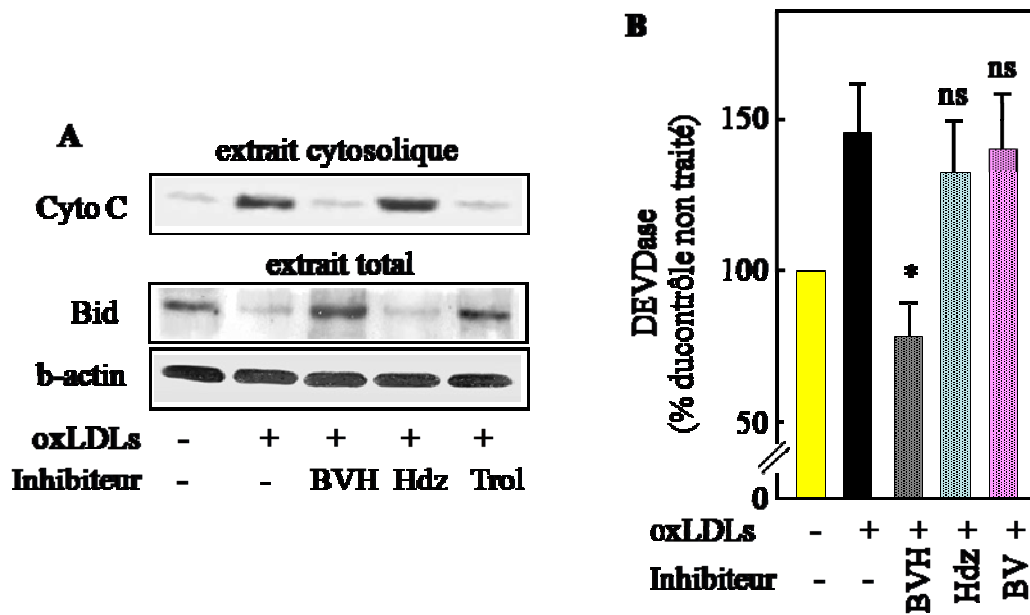 A
extrait cytosolique
Cyto C
extrait total
Bid
b-actin
oxLDLs - + + + +
Inhibiteur - - BVH Hdz Trol
B
DEVDase
(% ducontrôle non traité)
150
100
50
0
* ns ns
oxLDLs - + + + +
Inhibiteur - - BVH Hdz BV